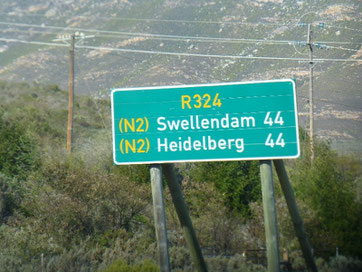 R324
(N2) Swellendam 44
(N2) Heidelberg 44